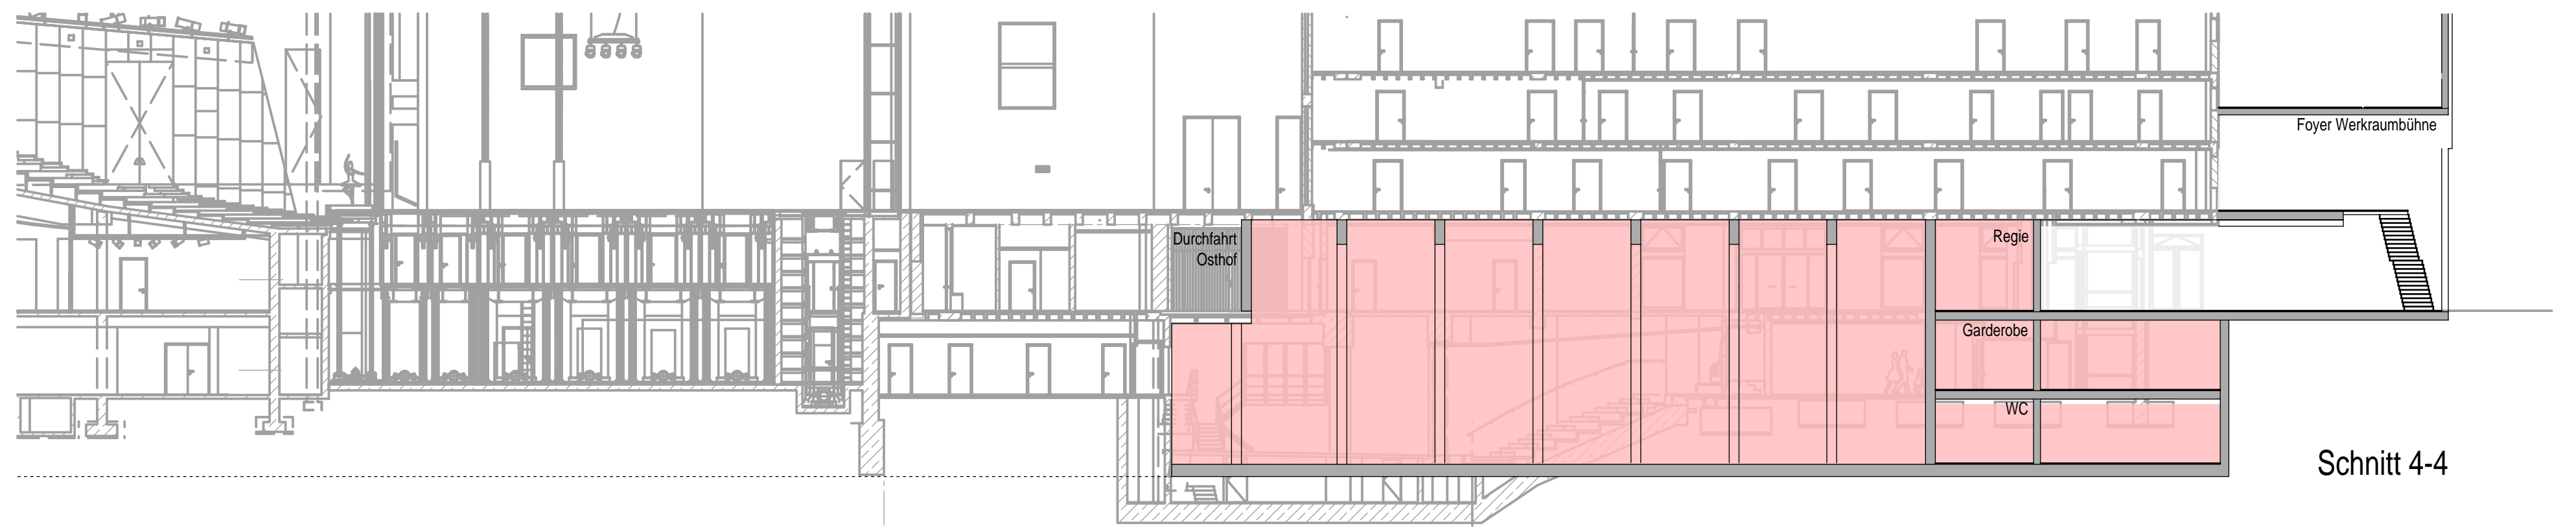 Foyer Werkraumbühne
Durchfahrt
Osthof
Regie
Garderobe
WC
Schnitt 4-4